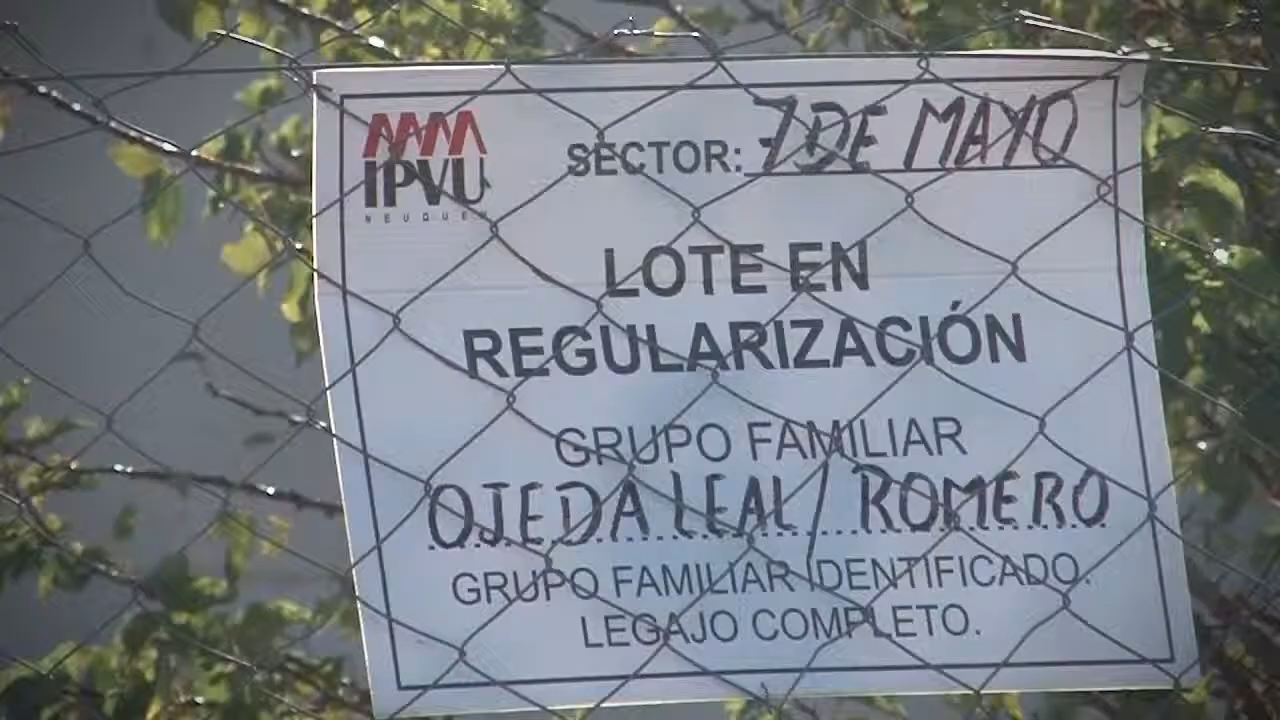 IPVU
NEUQUEN
SECTOR: 7 DE MAYO
LOTE EN
REGULARIZACIÓN
GRUPO FAMILIAR
OJEDA LEAL / ROMERO
GRUPO FAMILIAR IDENTIFICADO.
LEGAJO COMPLETO.